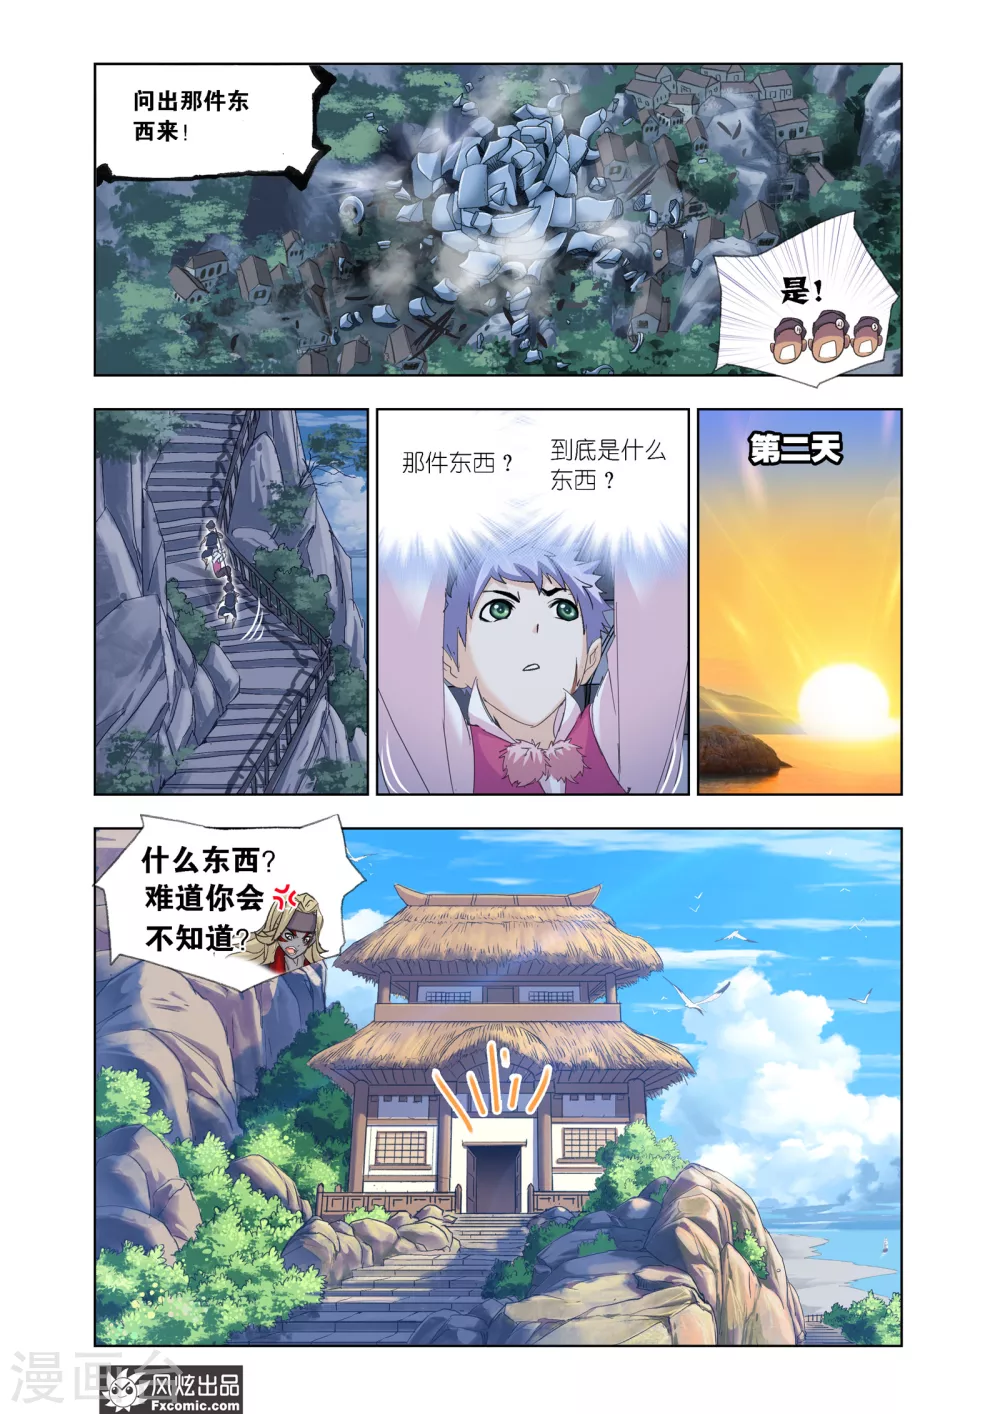 问出那件东
西来！
是！
那件东西？
到底是什么
东西？
第二天
什么东西？
难道你会
不知道？
漫画台
风炫出品
Fxcomic.com